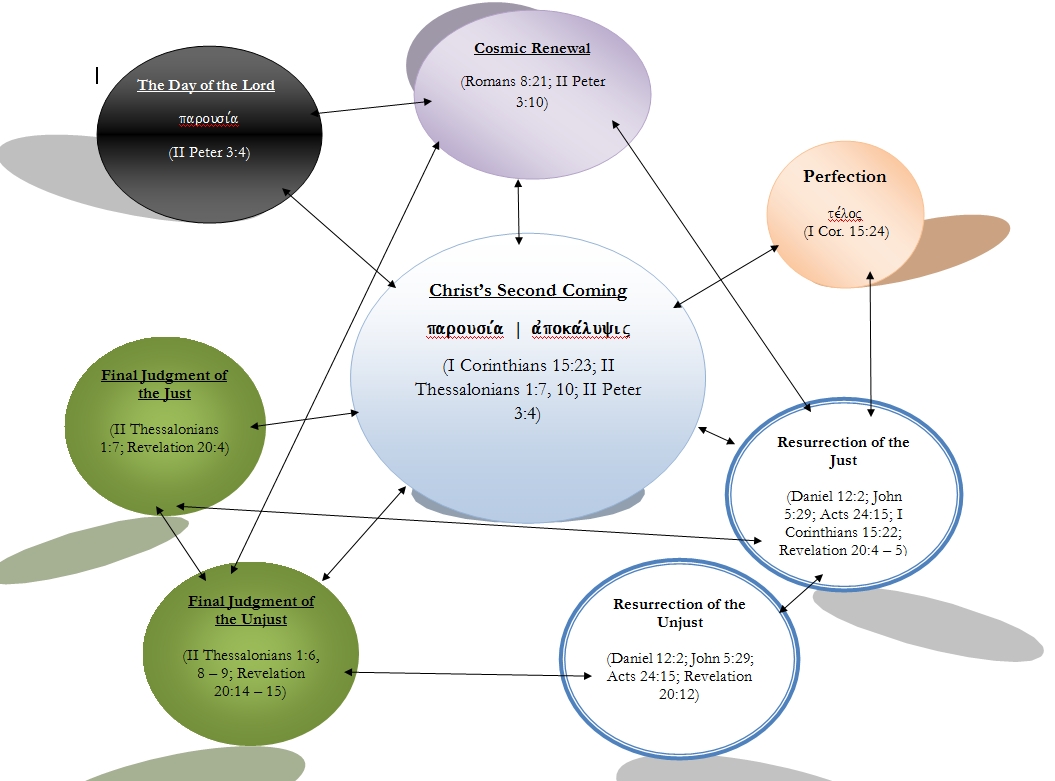 The Day of the Lord
παρουσία
(II Peter 3:4)
Cosmic Renewal
(Romans 8:21; II Peter
3:10)
Perfection
τέλος
(I Cor. 15:24)
Christ’s Second Coming
παρουσία | ἀποκάλυψις
(I Corinthians 15:23; II
Thessalonians 1:7, 10; II Peter
3:4)
Final Judgment of
the Just
(II Thessalonians
1:7; Revelation 20:4)
Resurrection of the
Just
(Daniel 12:2; John
5:29; Acts 24:15; I
Corinthians 15:22;
Revelation 20:4 – 5)
Final Judgment of
the Unjust
(II Thessalonians 1:6,
8 – 9; Revelation
20:14 – 15)
Resurrection of the
Unjust
(Daniel 12:2; John 5:29;
Acts 24:15; Revelation
20:12)